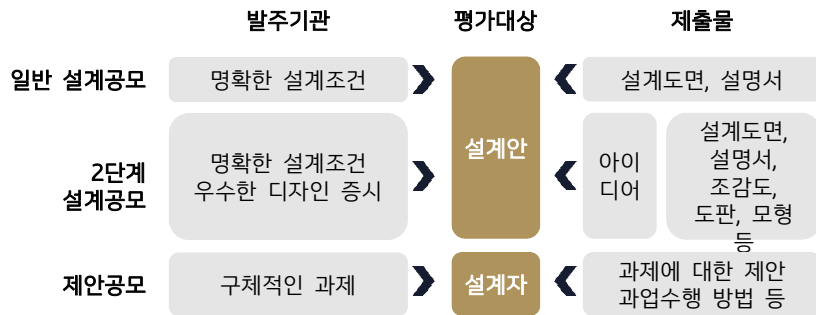 발주기관 평가대상 제출물
일반 설계공모 명확한 설계조건 설계도면, 설명서
설계안
2단계
설계공모
명확한 설계조건
우수한 디자인 증시
아이
디어
설계도면,
설명서,
조감도,
도판, 모형
등
제안공모 구체적인 과제 설계자
과제에 대한 제안
과업수행 방법 등